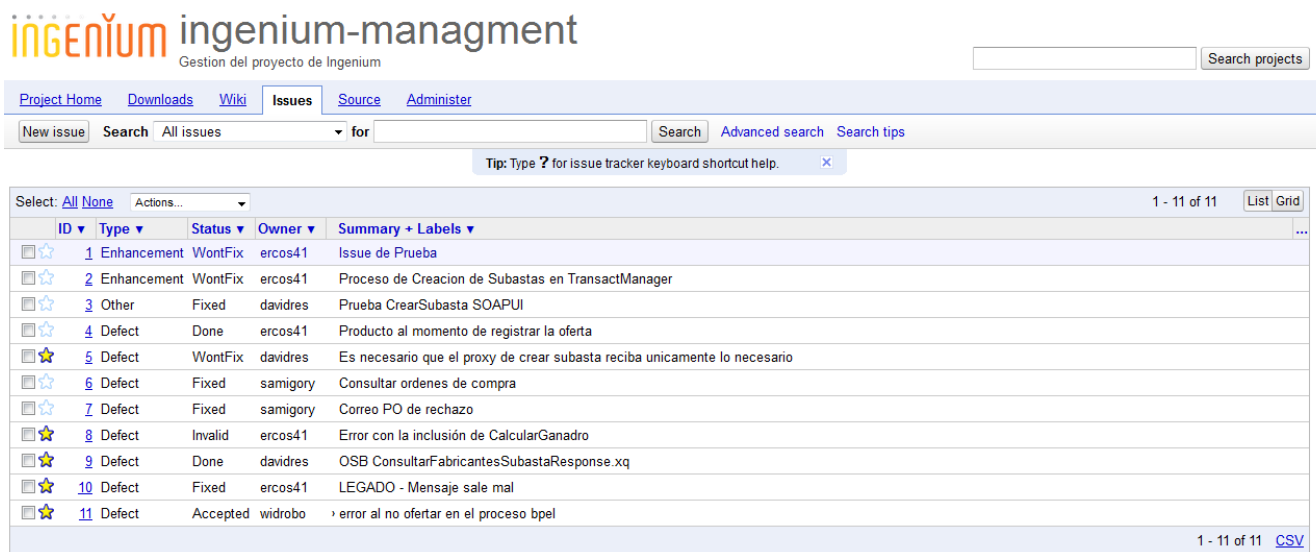 ingenium ingenium-managment
Gestion del proyecto de Ingenium
Search projects
Project Home Downloads Wiki Issues Source Administer
New issue Search All issues for Search Advanced search Search tips
Tip: Type ? for issue tracker keyboard shortcut help.
Select: All None Actions... 1 - 11 of 11 List Grid
ID ▼ Type ▼ Status ▼ Owner ▼ Summary + Labels ▼ ...
1 Enhancement WontFix ercos41 Issue de Prueba
2 Enhancement WontFix ercos41 Proceso de Creacion de Subastas en TransactManager
3 Other Fixed davidres Prueba CrearSubasta SOAPUI
4 Defect Done ercos41 Producto al momento de registrar la oferta
5 Defect WontFix davidres Es necesario que el proxy de crear subasta reciba unicamente lo necesario
6 Defect Fixed samigory Consultar ordenes de compra
7 Defect Fixed samigory Correo PO de rechazo
8 Defect Invalid ercos41 Error con la inclusión de CalcularGanadro
9 Defect Done davidres OSB ConsultarFabricantesSubastaResponse.xq
10 Defect Fixed ercos41 LEGADO - Mensaje sale mal
11 Defect Accepted widrobo › error al no ofertar en el proceso bpel
1 - 11 of 11 CSV